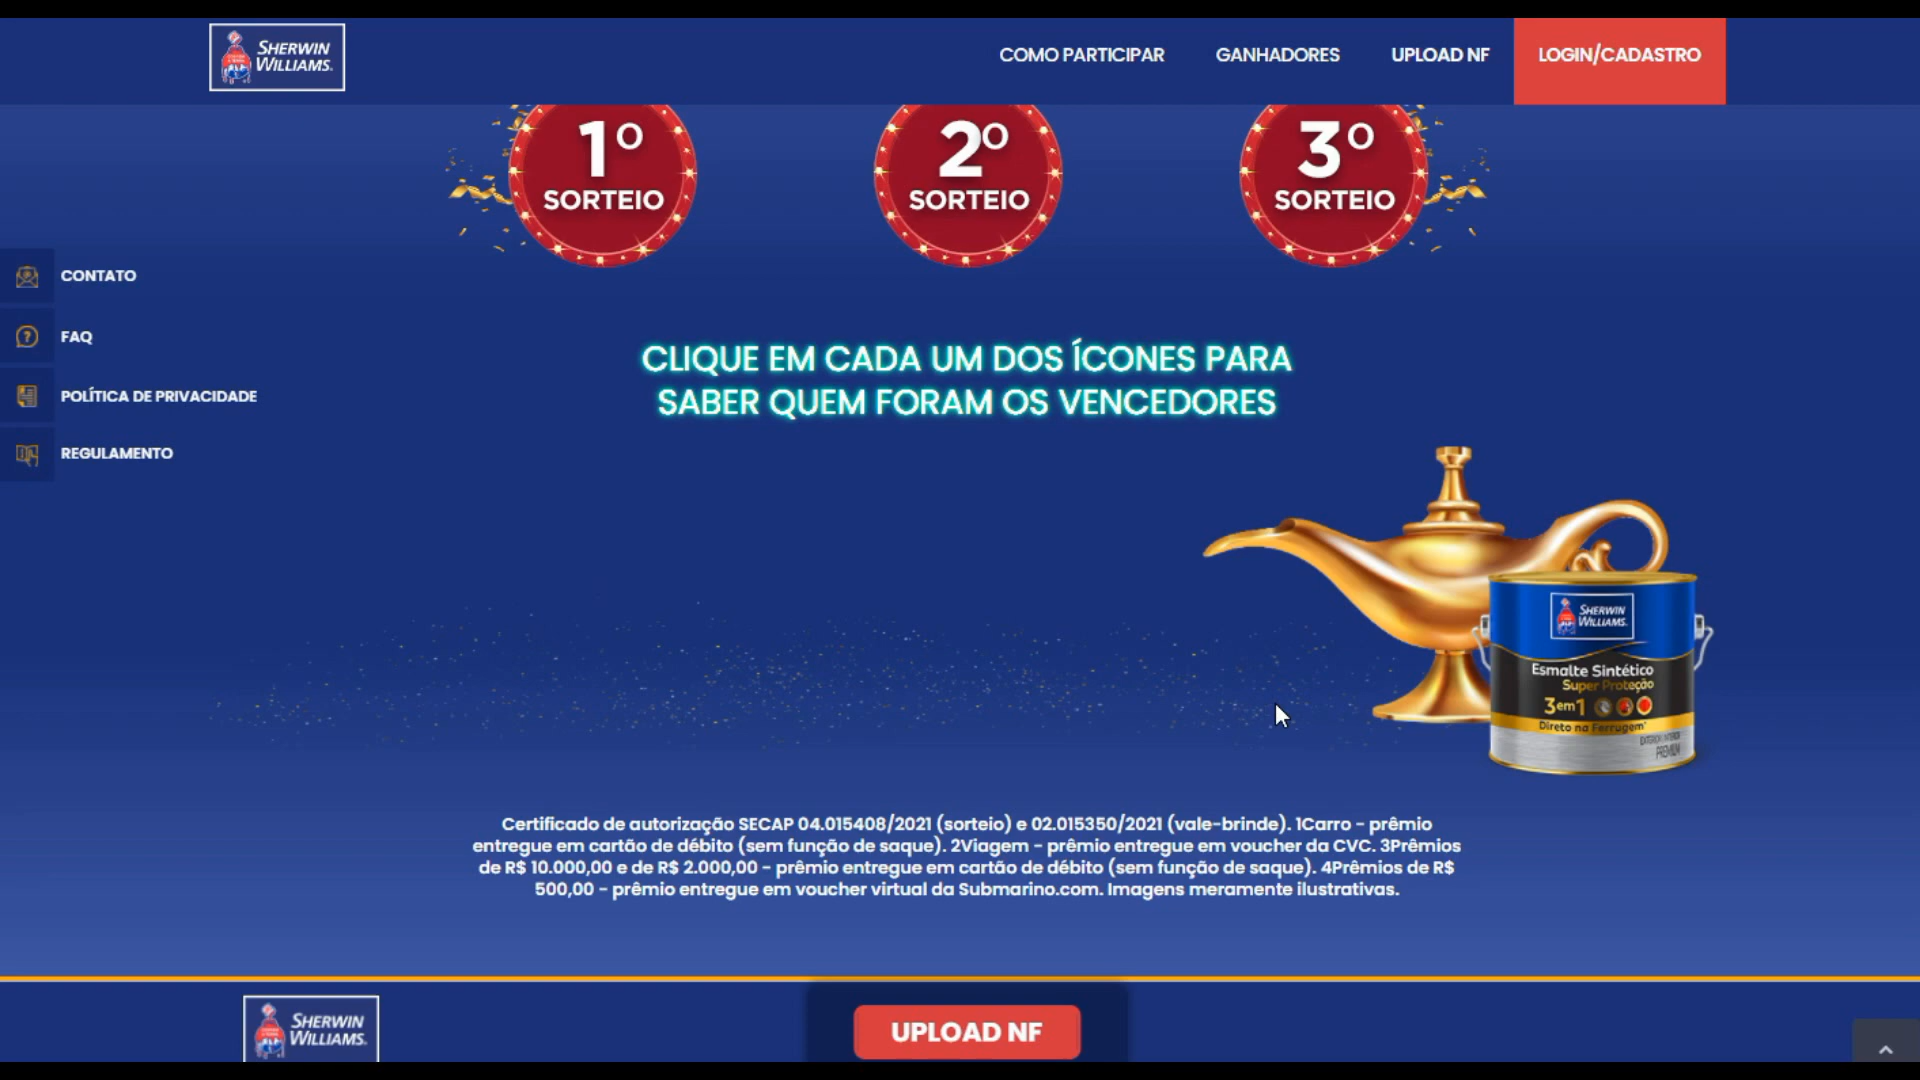 SHERWIN
WILLIAMS.
COMO PARTICIPAR
GANHADORES
UPLOAD NF
LOGIN/CADASTRO
1º
SORTEIO
2º
SORTEIO
3º
SORTEIO
CONTATO
FAQ
POLÍTICA DE PRIVACIDADE
REGULAMENTO
CLIQUE EM CADA UM DOS ÍCONES PARA
SABER QUEM FORAM OS VENCEDORES
SHERWIN
WILLIAMS.
Esmalte Sintético
Super Proteção
3em1
Direto na Ferrugem*
EXTERIOR/INTERIOR
PREMIUM
Certificado de autorização SECAP 04.015408/2021 (sorteio) e 02.015350/2021 (vale-brinde). 1Carro - prêmio
entregue em cartão de débito (sem função de saque). 2Viagem - prêmio entregue em voucher da CVC. 3Prêmios
de R$ 10.000,00 e de R$ 2.000,00 - prêmio entregue em cartão de débito (sem função de saque). 4Prêmios de R$
500,00 - prêmio entregue em voucher virtual da Submarino.com. Imagens meramente ilustrativas.
SHERWIN
WILLIAMS.
UPLOAD NF